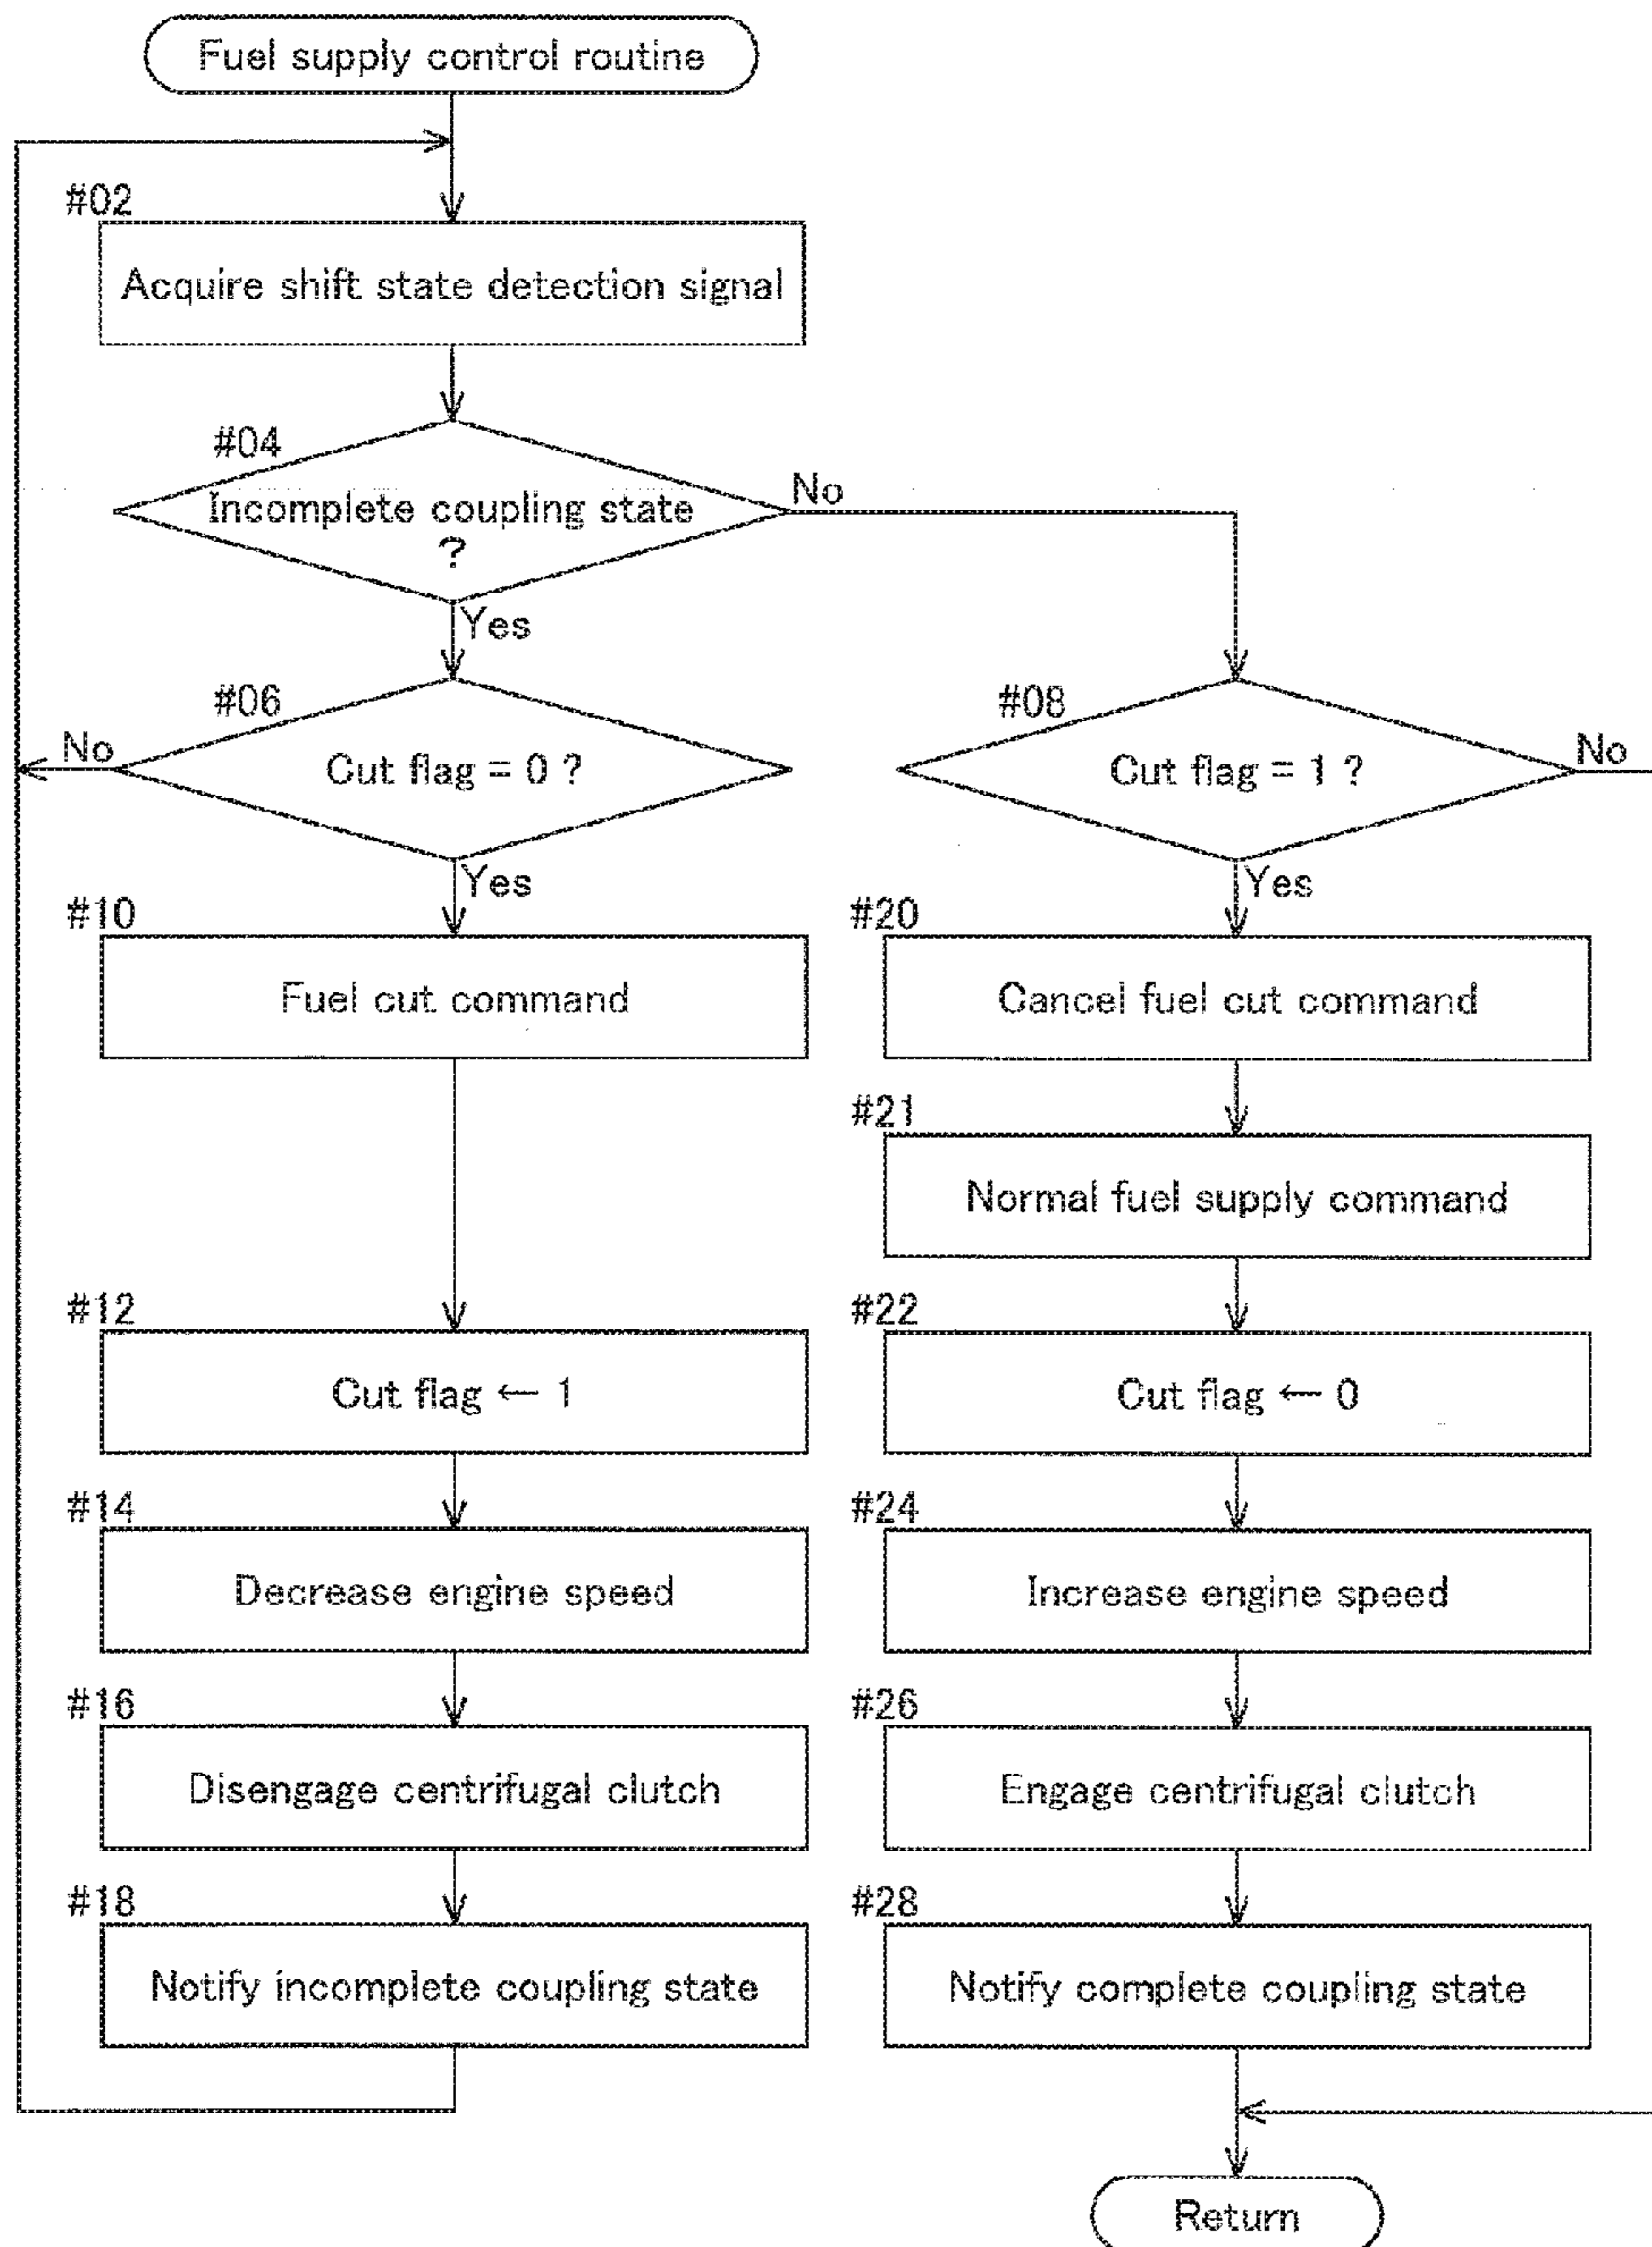 Fuel supply control routine
#02
Acquire shift state detection signal
#04
Incomplete coupling state
?
No
Yes
#06
Cut flag = 0 ?
No
Yes
#08
Cut flag = 1 ?
No
Yes
#10
Fuel cut command
#12
Cut flag ← 1
#14
Decrease engine speed
#16
Disengage centrifugal clutch
#18
Notify incomplete coupling state
#20
Cancel fuel cut command
#21
Normal fuel supply command
#22
Cut flag ← 0
#24
Increase engine speed
#26
Engage centrifugal clutch
#28
Notify complete coupling state
Return